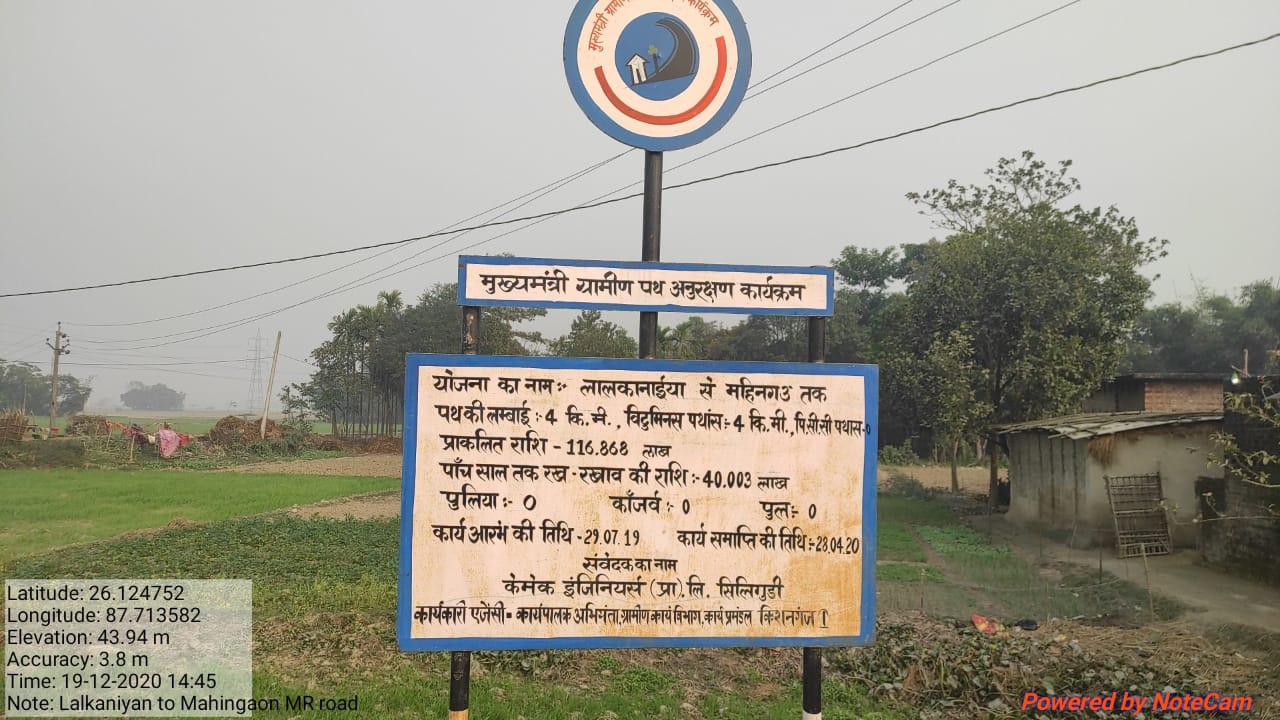 मुख्यमंत्री ग्रामीण पथ अनुरक्षण कार्यक्रम
योजना का नाम:- लालकानाईया से महिनगउ तक
पथ की लम्बाई :- 4 कि.मी., विटुमिनस पथांस:- 4 कि.मी., पि.सी.सी पथास-0
प्राकलित राशि - 116.868 लाख
पाँच साल तक रख-रखाव की राशि :- 40.003 लाख
पुलिया:- 0 काँजवे:- 0 पुल:- 0
कार्य आरंभ की तिथि - 29.07.19 कार्य समाप्ति की तिथि:- 28.04.20
संवेदक का नाम
कंमंक इंजिनियर्स (प्रा.) लि. सिलिगुडी
कार्यकारी एजेंसी- कार्यपालक अभियंता, ग्रामीण कार्य विभाग, कार्य प्रमंडल किशनगंज 1
Latitude: 26.124752
Longitude: 87.713582
Elevation: 43.94 m
Accuracy: 3.8 m
Time: 19-12-2020 14:45
Note: Lalkaniyan to Mahingaon MR road
Powered by NoteCam